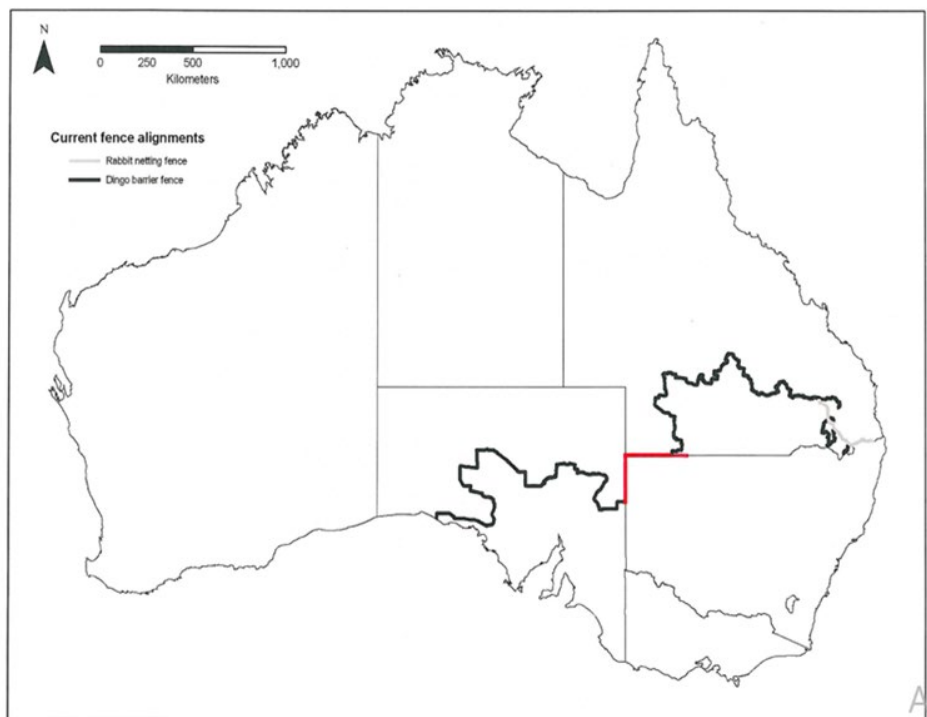 N
0 250 500 1,000
Kilometers
Current fence alignments
Rabbit netting fence
Dingo barrier fence
A